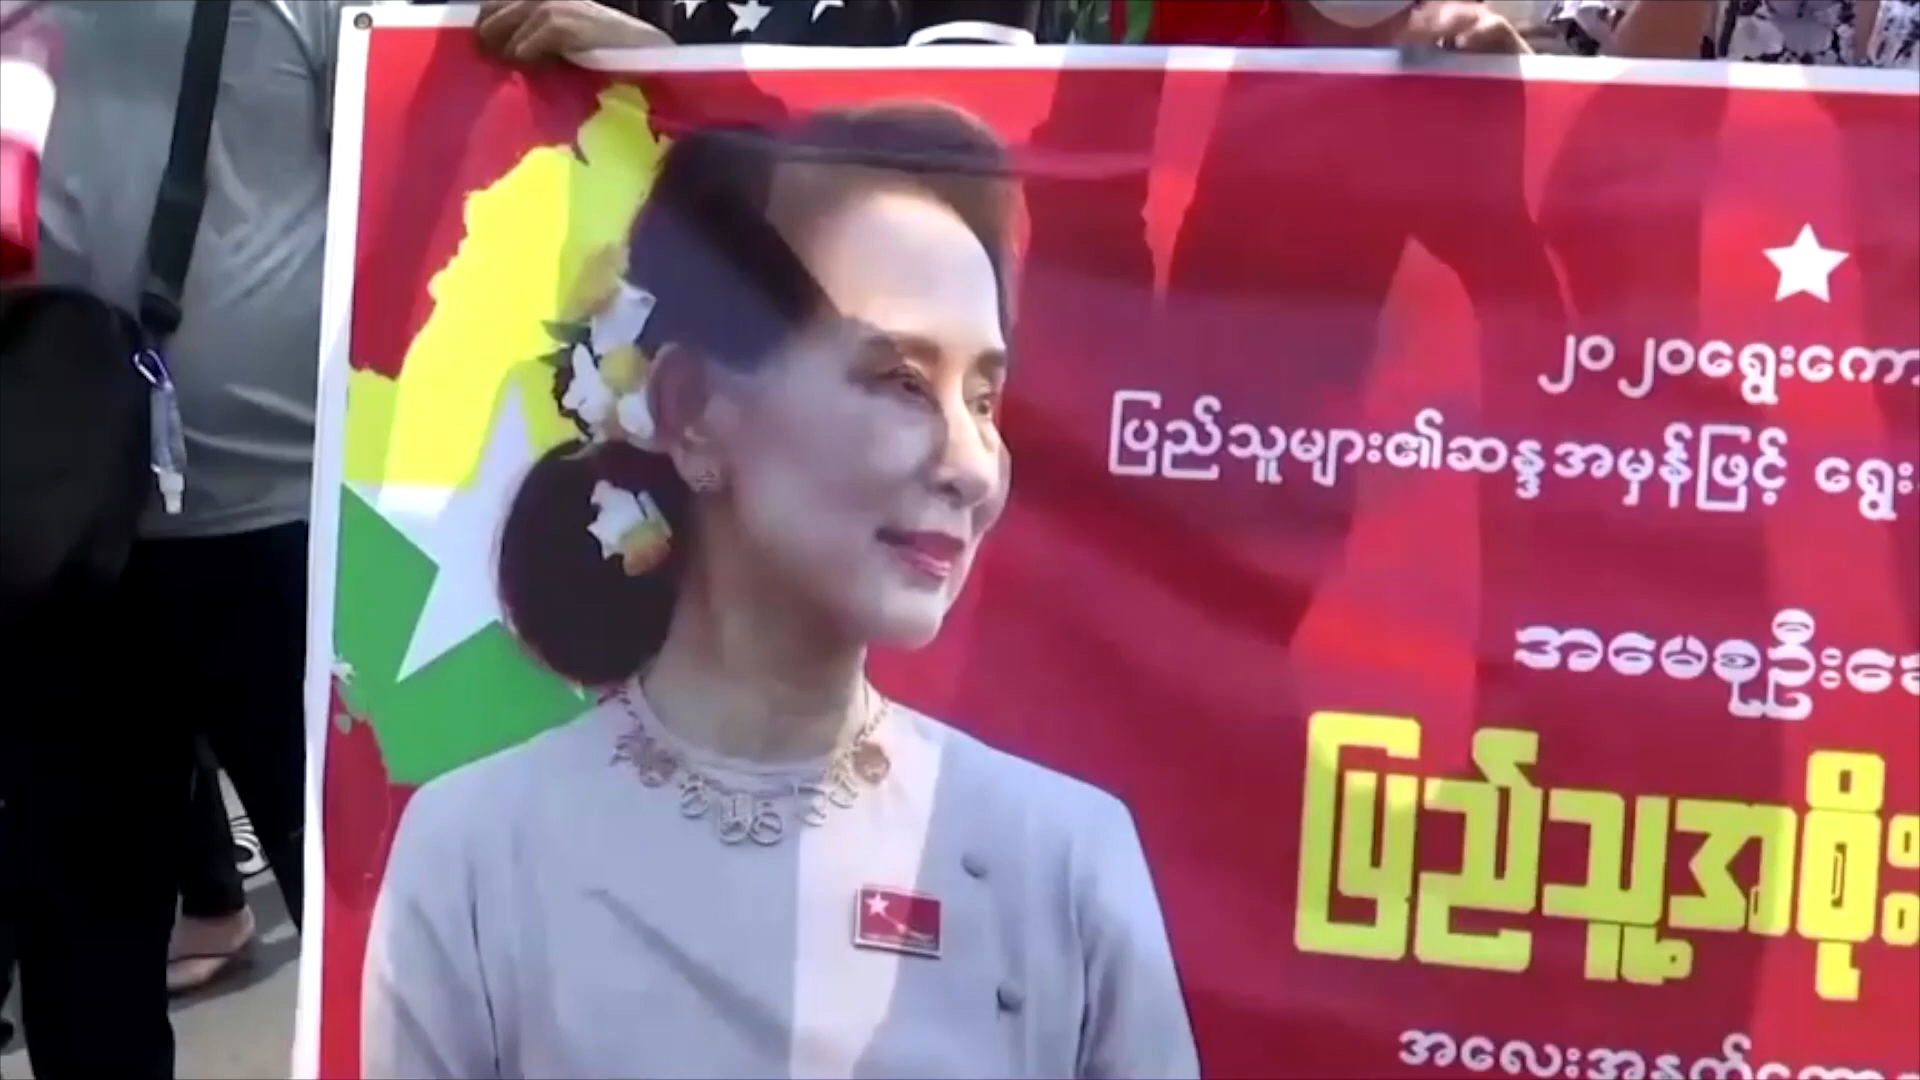 ၂၀၂၀ရွေးကော
ပြည်သူများ၏ဆန္ဒအမှန်ဖြင့် ရွေး
အမေစုဦးဆေ
ပြည်သူ့အစိုး
အလေးအနက်ထော